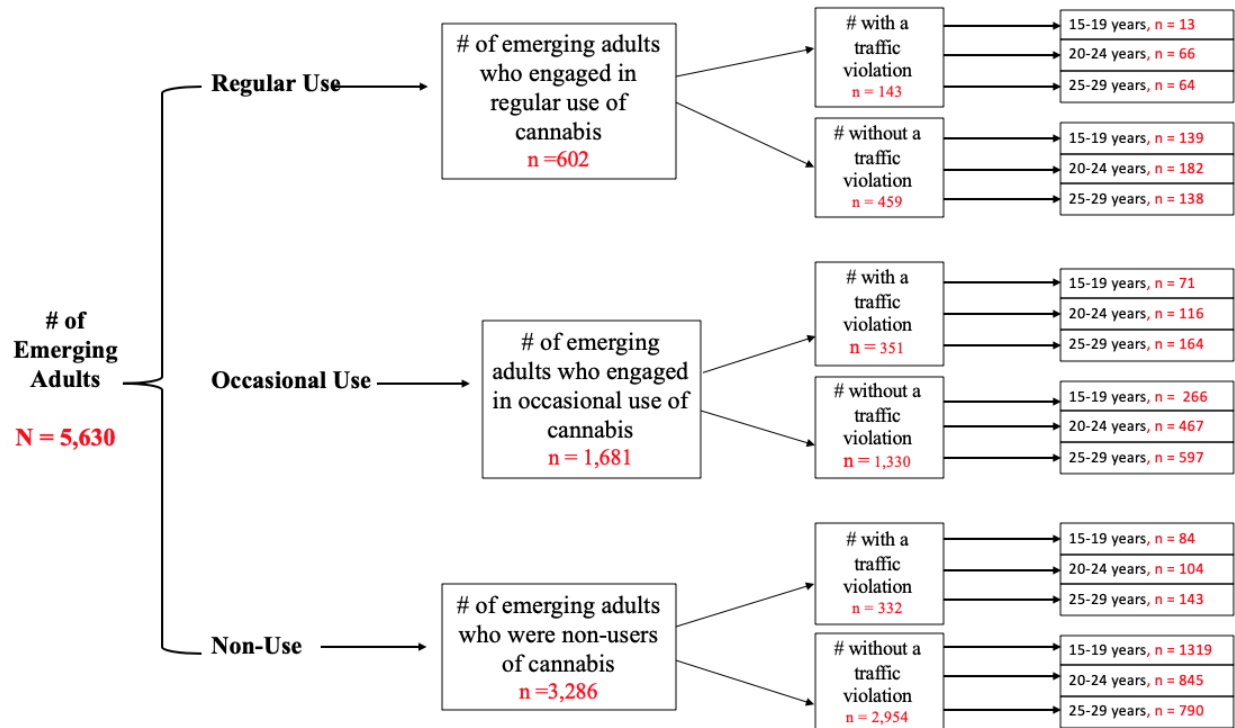 # of
Emerging
Adults
N = 5,630
Regular Use
# of emerging adults
who engaged in
regular use of
cannabis
n =602
# with a
traffic
violation
n = 143
15-19 years, n = 13
20-24 years, n = 66
25-29 years, n = 64
# without a
traffic
violation
n = 459
15-19 years, n = 139
20-24 years, n = 182
25-29 years, n = 138
Occasional Use
# of emerging
adults who engaged
in occasional use of
cannabis
n = 1,681
# with a
traffic
violation
n = 351
15-19 years, n = 71
20-24 years, n = 116
25-29 years, n = 164
# without a
traffic
violation
n = 1,330
15-19 years, n =  266
20-24 years, n = 467
25-29 years, n = 597
Non-Use
# of emerging adults
who were non-users
of cannabis
n =3,286
# with a
traffic
violation
n = 332
15-19 years, n = 84
20-24 years, n = 104
25-29 years, n = 143
# without a
traffic
violation
n = 2,954
15-19 years, n = 1319
20-24 years, n = 845
25-29 years, n = 790